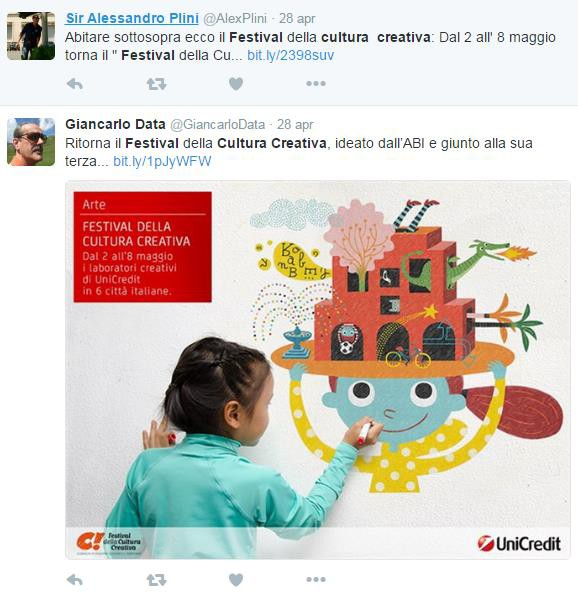 Sir Alessandro Plini @AlexPlini · 28 apr
Abitare sottosopra ecco il Festival della cultura creativa: Dal 2 all' 8 maggio
torna il " Festival della Cu... bit.ly/2398suv
Giancarlo Data @GiancarloData · 28 apr
Ritorna il Festival della Cultura Creativa, ideato dall'ABI e giunto alla sua
terza... bit.ly/1pJyWFW
Arte
FESTIVAL DELLA
CULTURA CREATIVA
Dal 2 all'8 maggio
i laboratori creativi
di UniCredit
in 6 città italiane.
C! Festival
della Cultura
Creativa
UniCredit